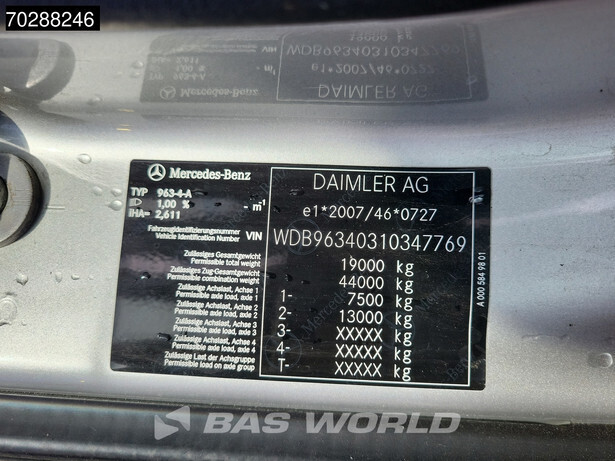 70288246
Mercedes-Benz
DAIMLER AG
TYP 963-4-A
1,00 % - m⁻¹
IHA= 2,611
e1*2007/46*0727
Fahrzeugidentifizierungsnummer
Vehicle Identification Number VIN WDB96340310347769
Zulässiges Gesamtgewicht
Permissible total weight 19000 kg
Zulässiges Zug-Gesamtgewicht
Permissible combination weight 44000 kg
Zulässige Achslast, Achse 1
Permissible axle load, axle 1 1- 7500 kg
Zulässige Achslast, Achse 2
Permissible axle load, axle 2 2- 13000 kg
Zulässige Achslast, Achse 3
Permissible axle load, axle 3 3- XXXXX kg
Zulässige Achslast, Achse 4
Permissible axle load, axle 4 4- XXXXX kg
Zulässige Last der Achsgruppe
Permissible load on axle group T- XXXXX kg
A 000 584 98 01
BAS WORLD